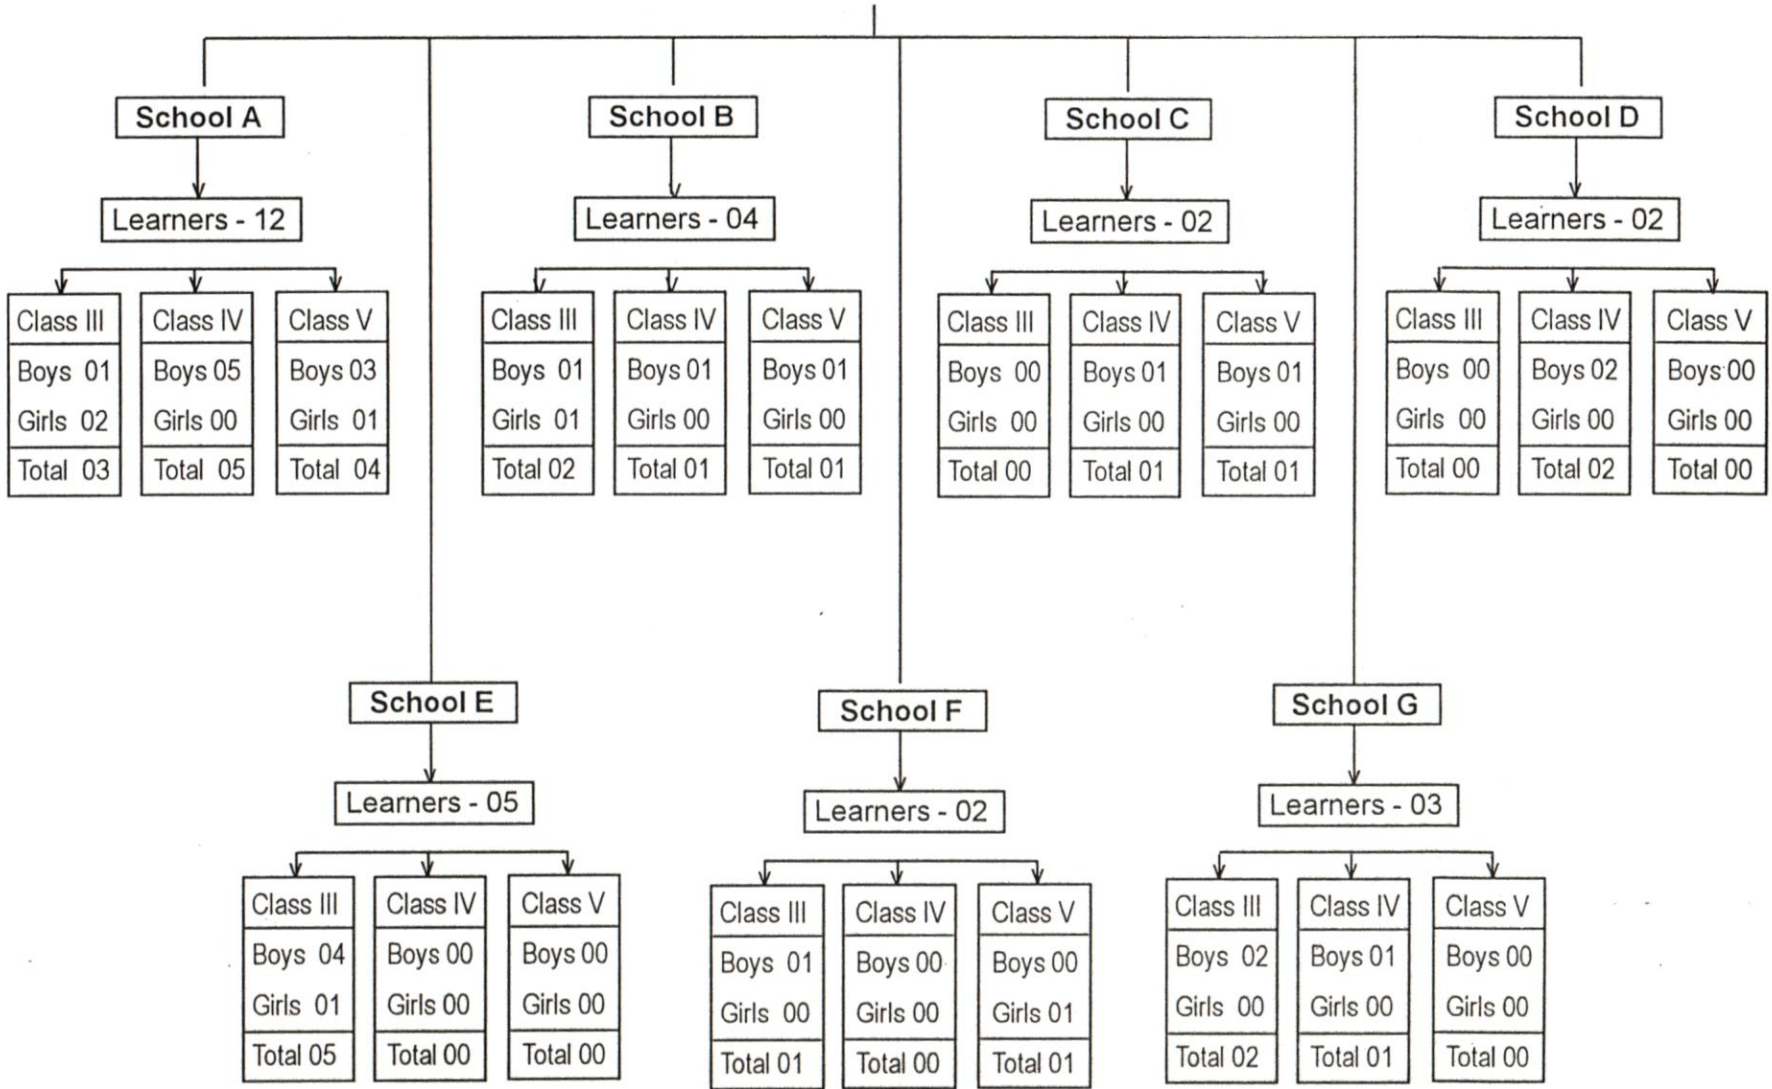 School A
School B
School C
School D
Learners - 12
Learners - 04
Learners - 02
Learners - 02
Class III Class IV Class V
Boys 01 Boys 05 Boys 03
Girls 02 Girls 00 Girls 01
Total 03 Total 05 Total 04
Class III Class IV Class V
Boys 01 Boys 01 Boys 01
Girls 01 Girls 00 Girls 00
Total 02 Total 01 Total 01
Class III Class IV Class V
Boys 00 Boys 01 Boys 01
Girls 00 Girls 00 Girls 00
Total 00 Total 01 Total 01
Class III Class IV Class V
Boys 00 Boys 02 Boys 00
Girls 00 Girls 00 Girls 00
Total 00 Total 02 Total 00
School E
School F
School G
Learners - 05
Learners - 02
Learners - 03
Class III Class IV Class V
Boys 04 Boys 00 Boys 00
Girls 01 Girls 00 Girls 00
Total 05 Total 00 Total 00
Class III Class IV Class V
Boys 01 Boys 00 Boys 00
Girls 00 Girls 00 Girls 01
Total 01 Total 00 Total 01
Class III Class IV Class V
Boys 02 Boys 01 Boys 00
Girls 00 Girls 00 Girls 00
Total 02 Total 01 Total 00